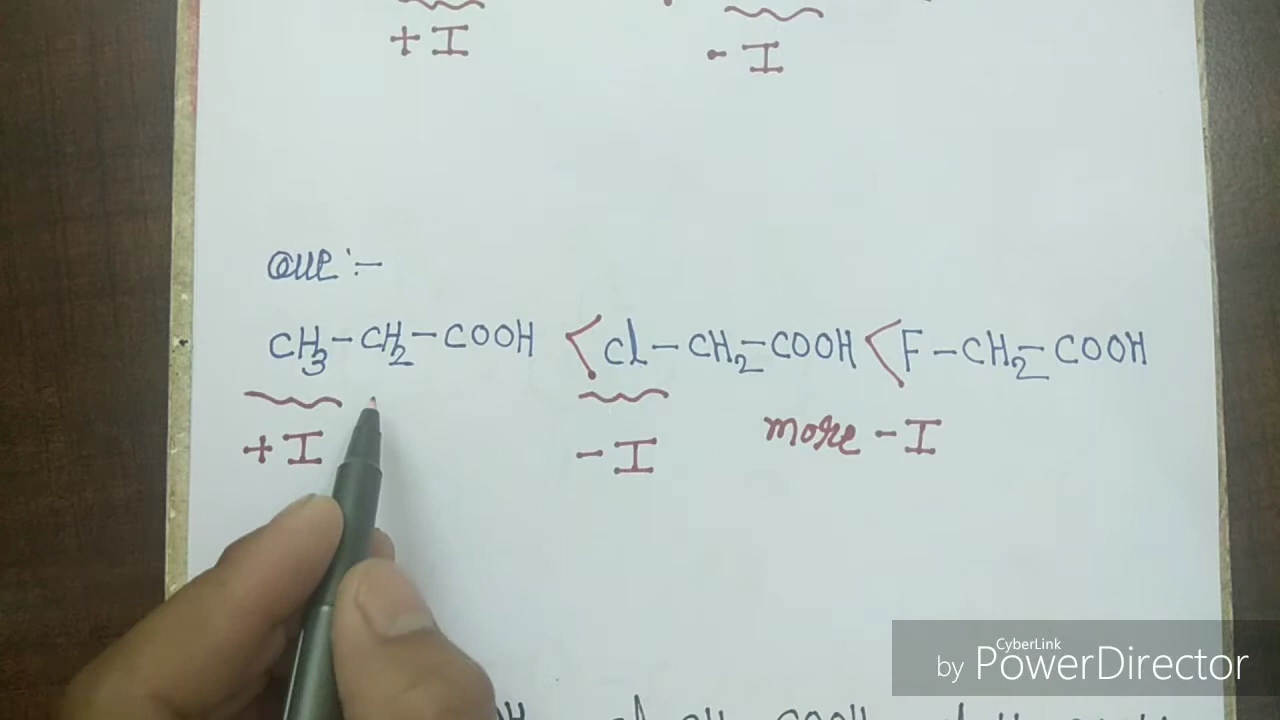 +I - I
Que :-
CH3-CH2-COOH < Cl-CH2-COOH < F-CH2-COOH
+I -I more -I
CyberLink
by PowerDirector